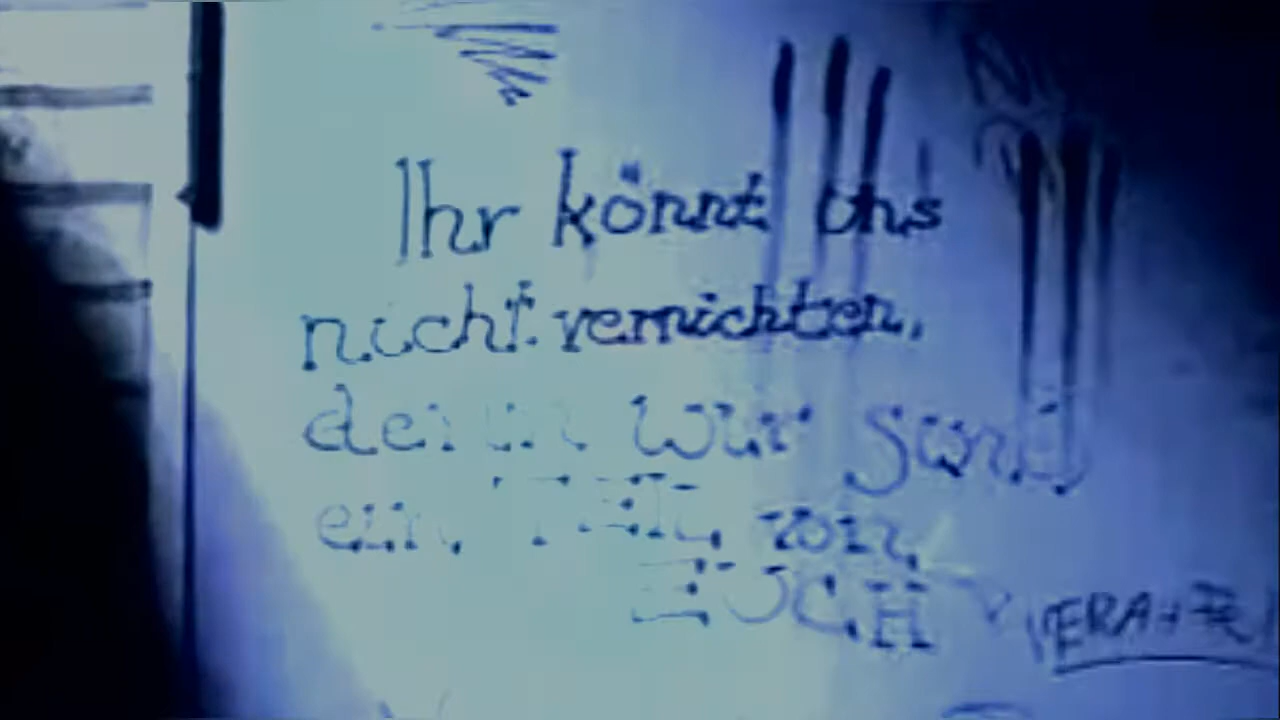 Ihr könnt uns
nicht vernichten,
denn wir sind
ein TEIL von
EUCH